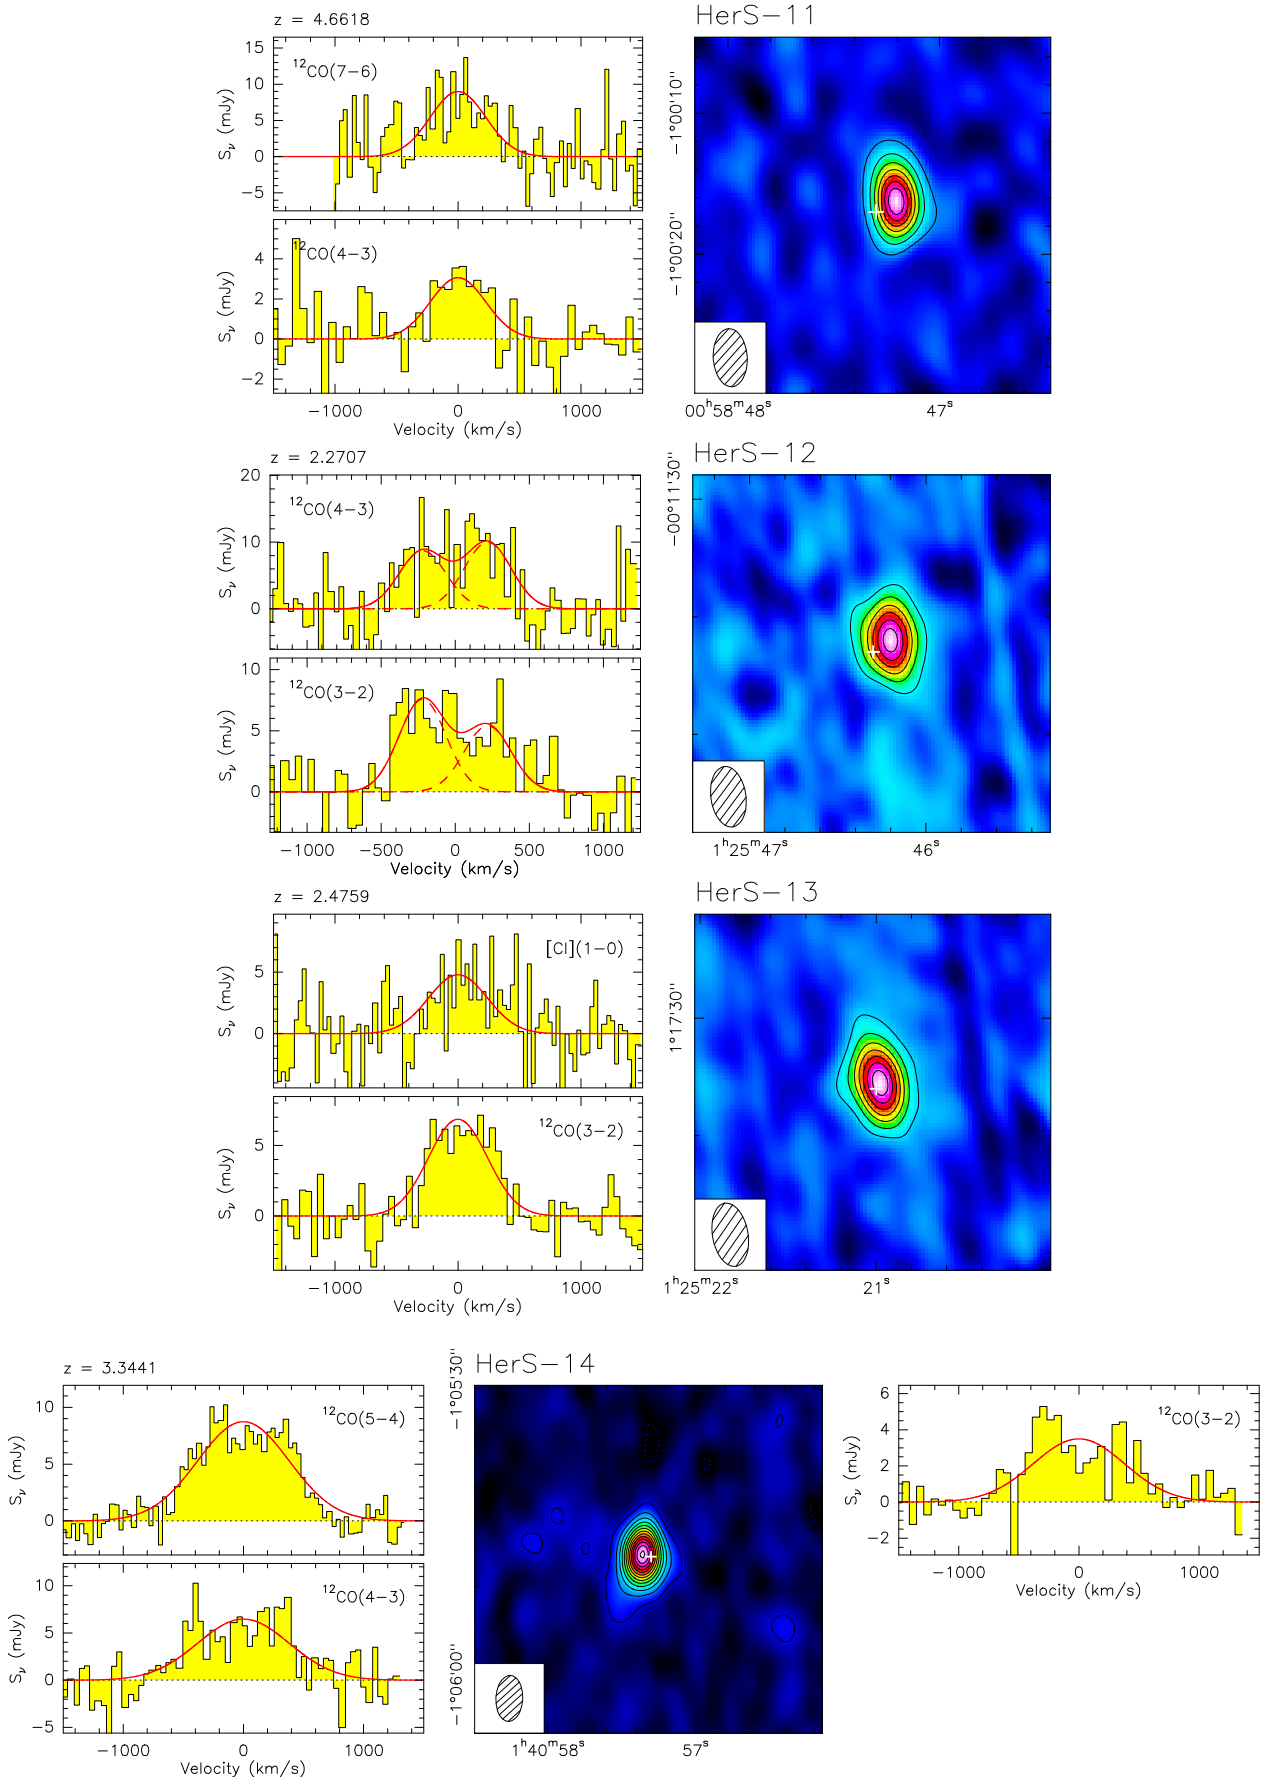 z = 4.6618
HerS-11
15
10
5
0
-5
S_ν (mJy)
¹²CO(7-6)
4
2
0
-2
S_ν (mJy)
¹²CO(4-3)
-1000 0 1000
Velocity (km/s)
-1°00'10"
-1°00'20"
00ʰ58ᵐ48ˢ 47ˢ
z = 2.2707
HerS-12
20
10
0
S_ν (mJy)
¹²CO(4-3)
10
5
0
S_ν (mJy)
¹²CO(3-2)
-1000 -500 0 500 1000
Velocity (km/s)
-00°11'30"
1ʰ25ᵐ47ˢ 46ˢ
z = 2.4759
HerS-13
5
0
S_ν (mJy)
[CI](1-0)
5
0
S_ν (mJy)
¹²CO(3-2)
-1000 0 1000
Velocity (km/s)
1°17'30"
1ʰ25ᵐ22ˢ 21ˢ
z = 3.3441
HerS-14
10
5
0
S_ν (mJy)
¹²CO(5-4)
10
5
0
-5
S_ν (mJy)
¹²CO(4-3)
-1000 0 1000
Velocity (km/s)
-1°05'30"
-1°06'00"
1ʰ40ᵐ58ˢ 57ˢ
6
4
2
0
-2
S_ν (mJy)
¹²CO(3-2)
-1000 0 1000
Velocity (km/s)